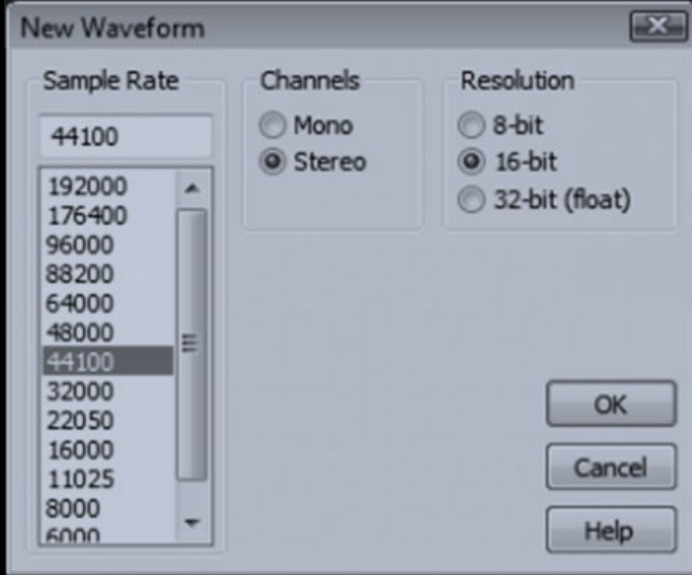 New Waveform
Sample Rate
44100
192000
176400
96000
88200
64000
48000
44100
32000
22050
16000
11025
8000
6000
Channels
Mono
Stereo
Resolution
8-bit
16-bit
32-bit (float)
OK
Cancel
Help